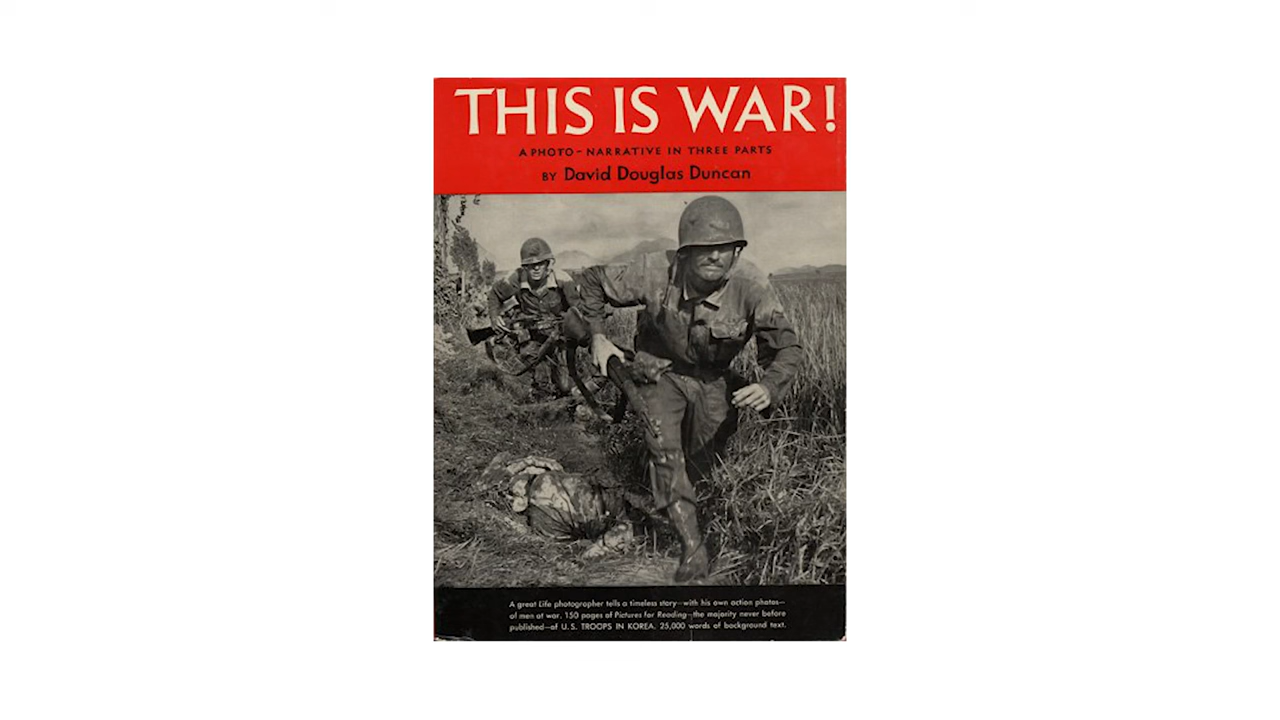 THIS IS WAR!
A PHOTO-NARRATIVE IN THREE PARTS
BY David Douglas Duncan
A great Life photographer tells a timeless story—with his own action photos—
of men at war. 150 pages of Pictures for Reading—the majority never before
published—of U.S. TROOPS IN KOREA. 25,000 words of background text.